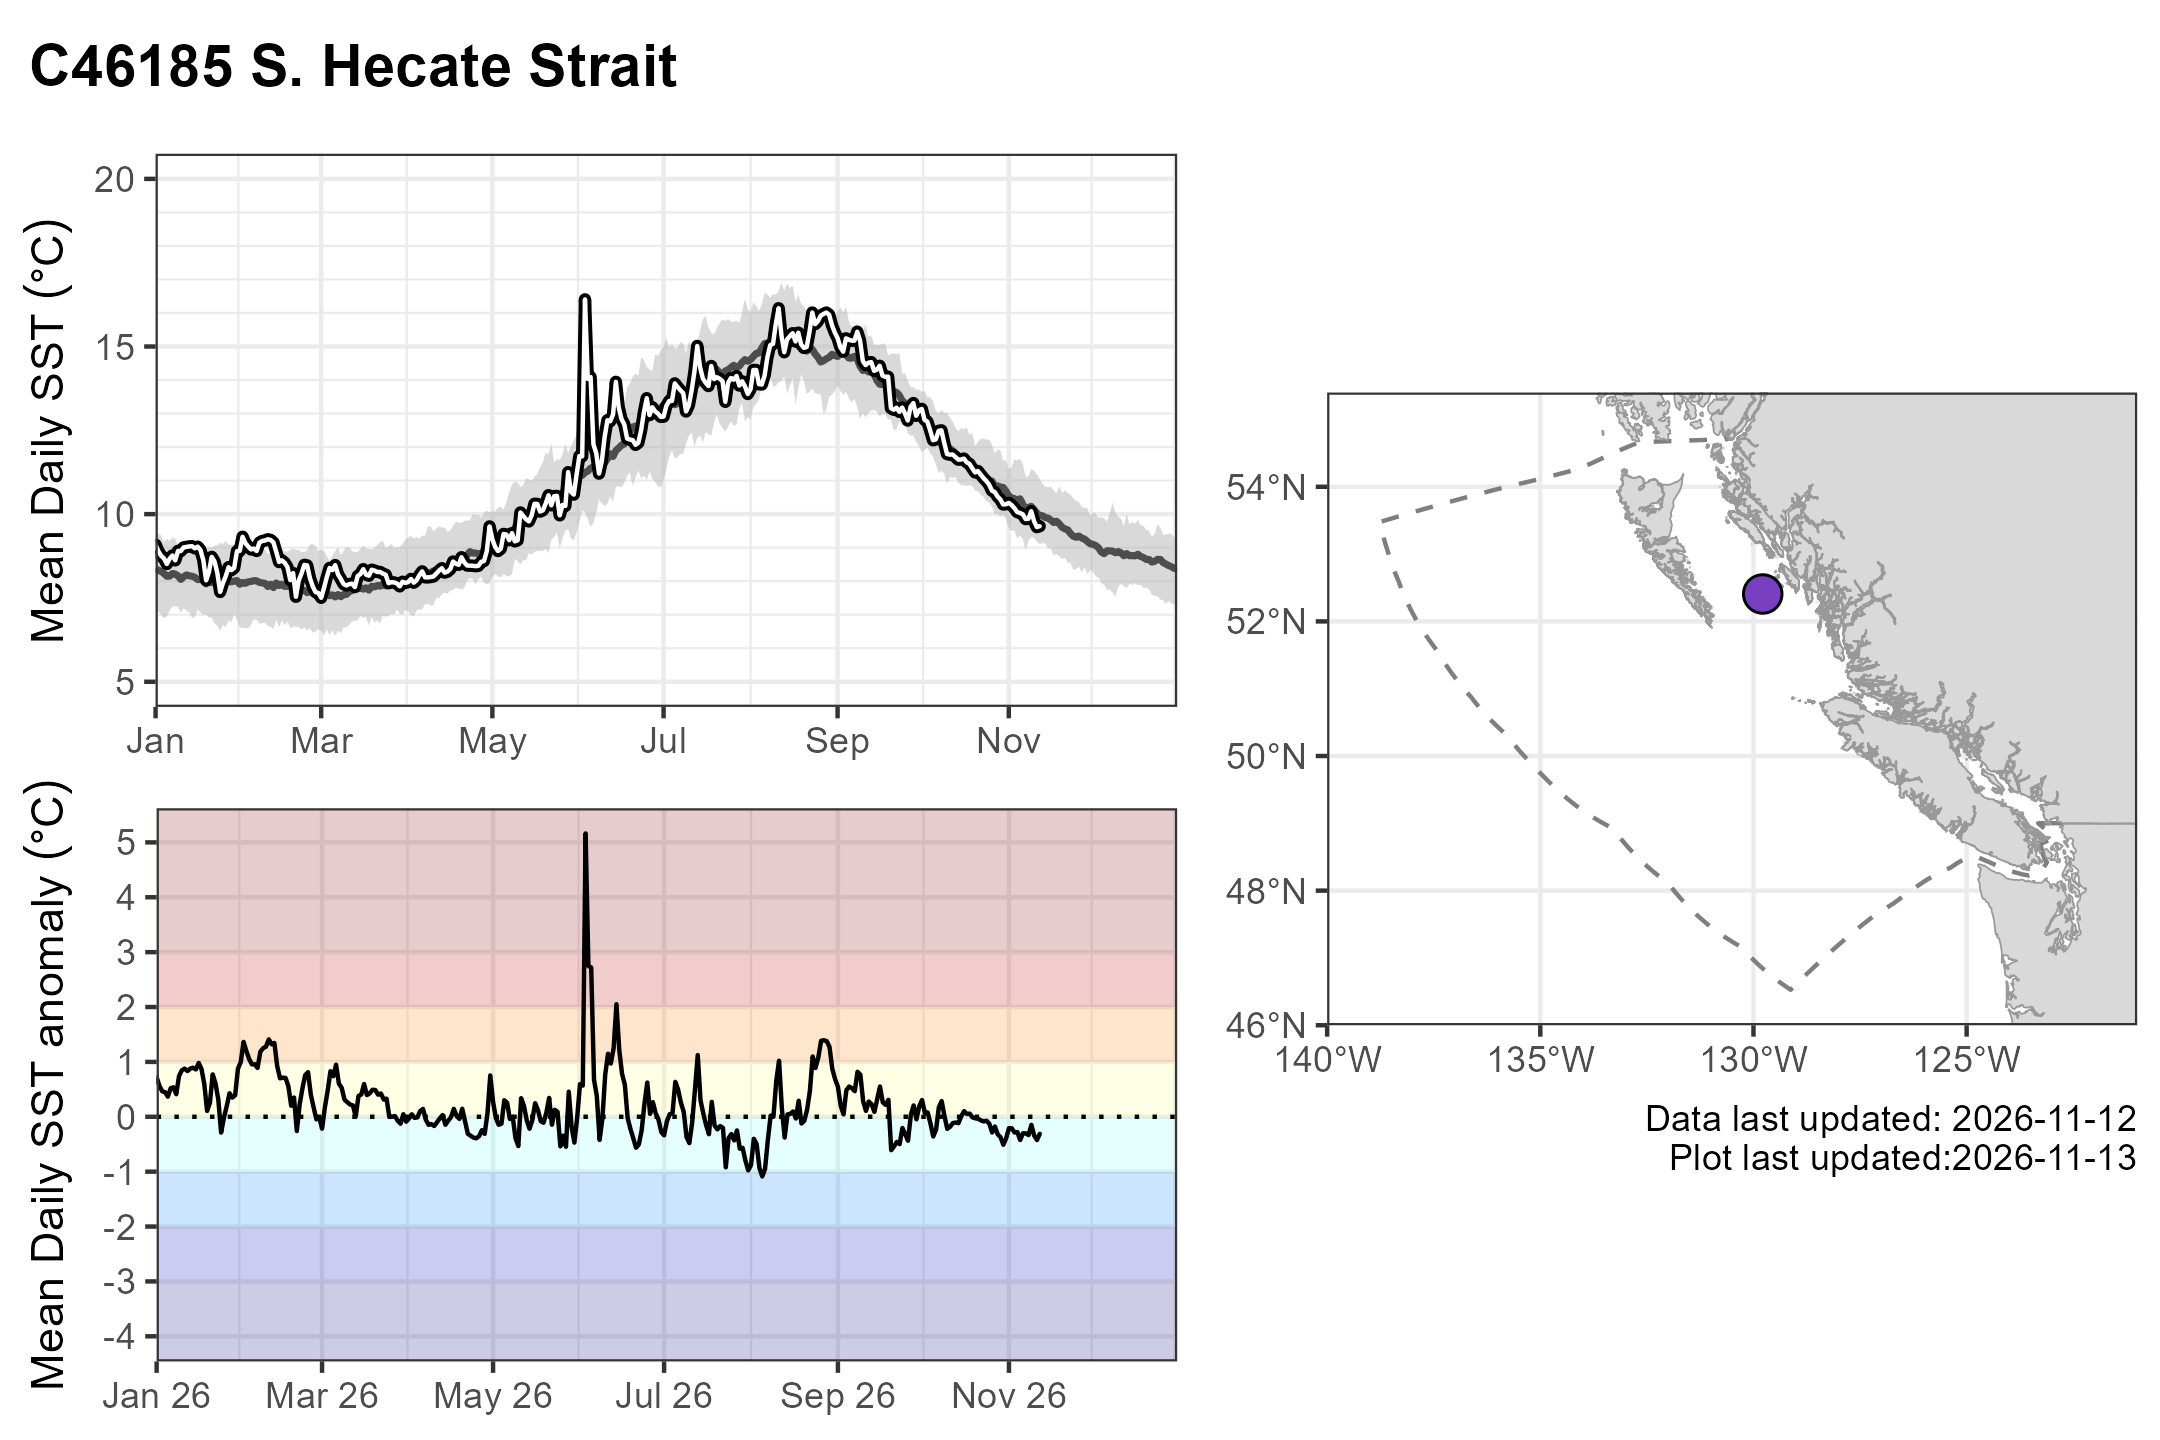 C46185 S. Hecate Strait
Mean Daily SST (°C)
20
15
10
5
Jan Mar May Jul Sep Nov
Mean Daily SST anomaly (°C)
5
4
3
2
1
0
-1
-2
-3
-4
Jan 26 Mar 26 May 26 Jul 26 Sep 26 Nov 26
54°N
52°N
50°N
48°N
46°N
140°W 135°W 130°W 125°W
Data last updated: 2026-11-12
Plot last updated:2026-11-13